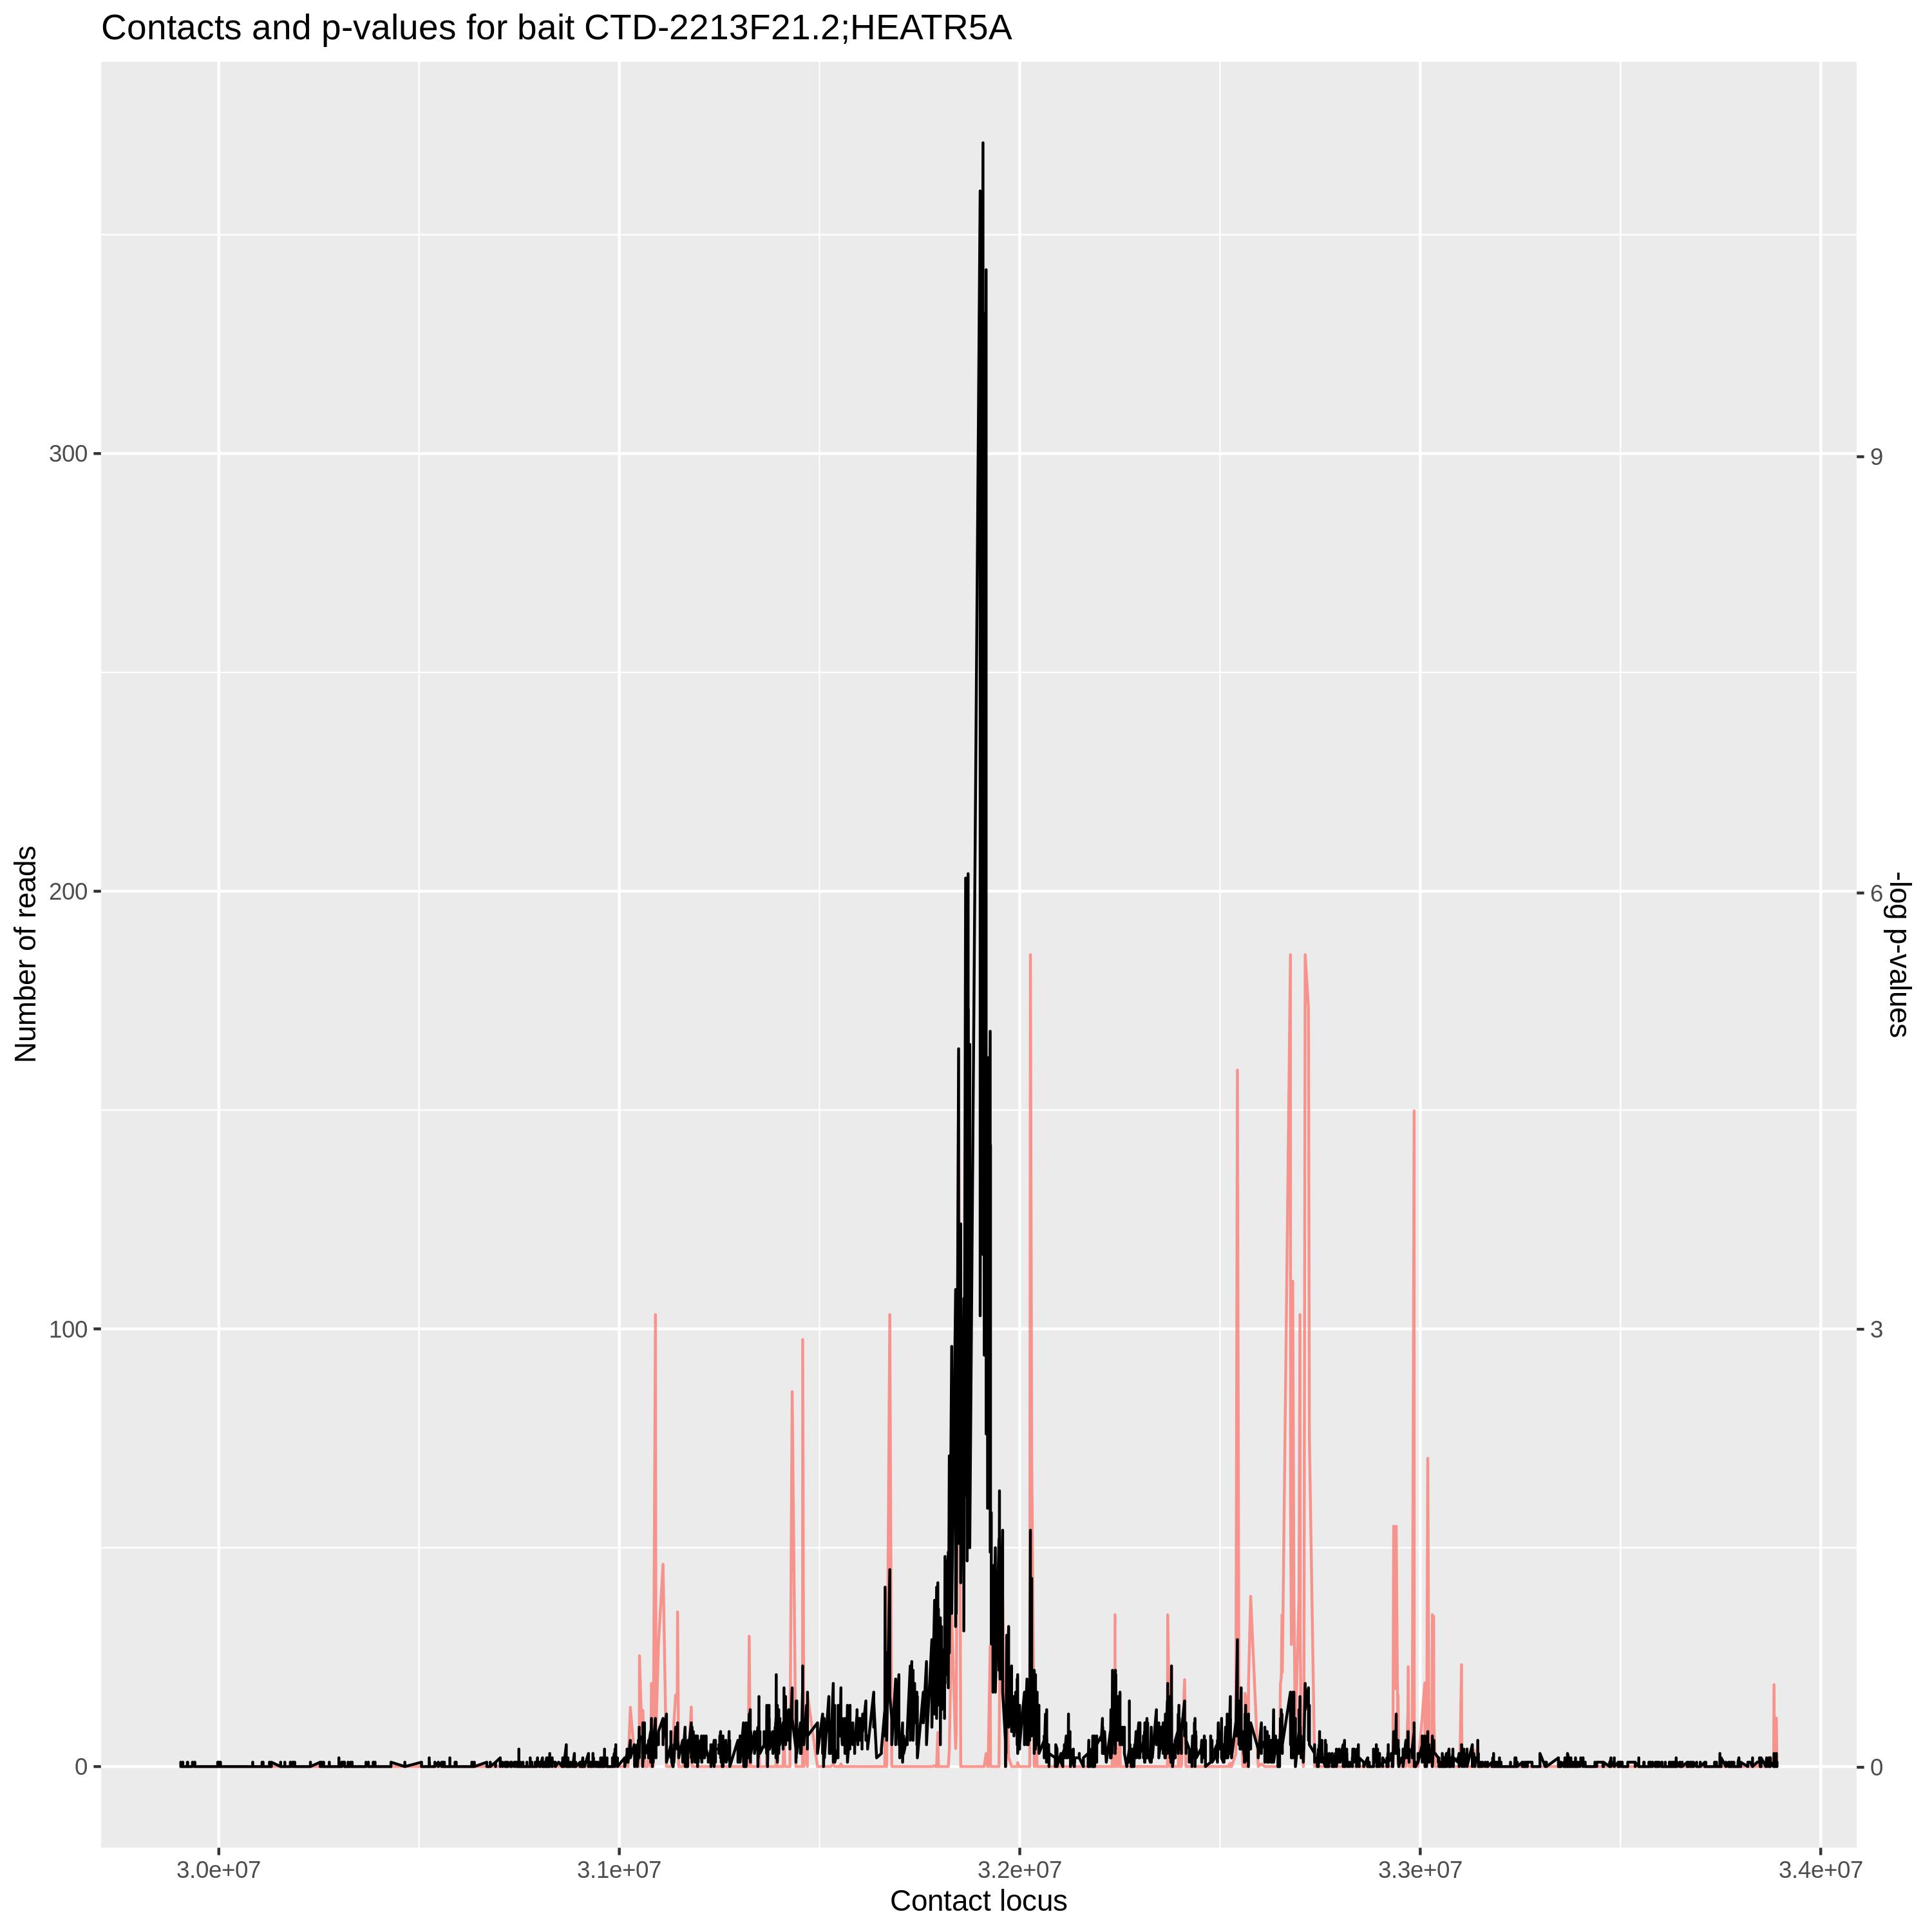 Contacts and p-values for bait CTD-2213F21.2;HEATR5A
Number of reads
300
200
100
0
9
6
3
0
-log p-values
3.0e+07
3.1e+07
3.2e+07
3.3e+07
3.4e+07
Contact locus